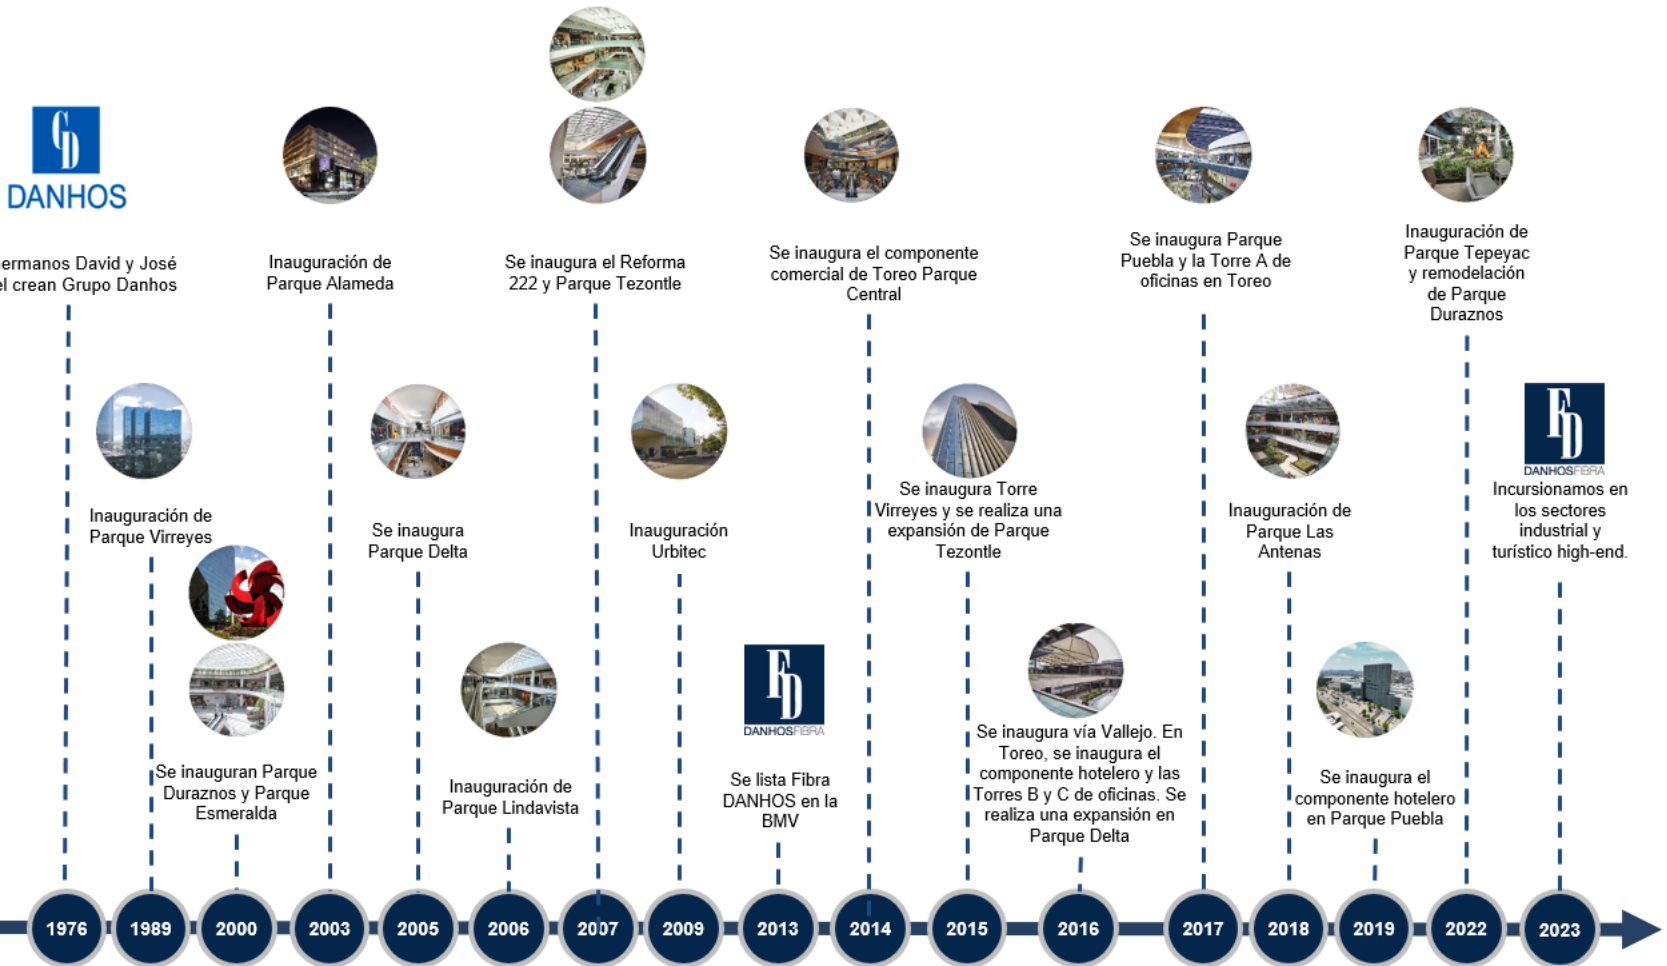 DANHOS
ermanos David y José
el crean Grupo Danhos
Inauguración de
Parque Alameda
Se inaugura el Reforma
222 y Parque Tezontle
Se inaugura el componente
comercial de Toreo Parque
Central
Se inaugura Parque
Puebla y la Torre A de
oficinas en Toreo
Inauguración de
Parque Tepeyac
y remodelación
de Parque
Duraznos
Inauguración de
Parque Virreyes
Se inaugura
Parque Delta
Inauguración
Urbitec
Se inaugura Torre
Virreyes y se realiza una
expansión de Parque
Tezontle
Inauguración de
Parque Las
Antenas
FD
DANHOSFIBRA
Incursionamos en
los sectores
industrial y
turístico high-end.
Se inauguran Parque
Duraznos y Parque
Esmeralda
Inauguración de
Parque Lindavista
FD
DANHOSFIBRA
Se lista Fibra
DANHOS en la
BMV
Se inaugura vía Vallejo. En
Toreo, se inaugura el
componente hotelero y las
Torres B y C de oficinas. Se
realiza una expansión en
Parque Delta
Se inaugura el
componente hotelero
en Parque Puebla
1976 1989 2000 2003 2005 2006 2007 2009 2013 2014 2015 2016 2017 2018 2019 2022 2023